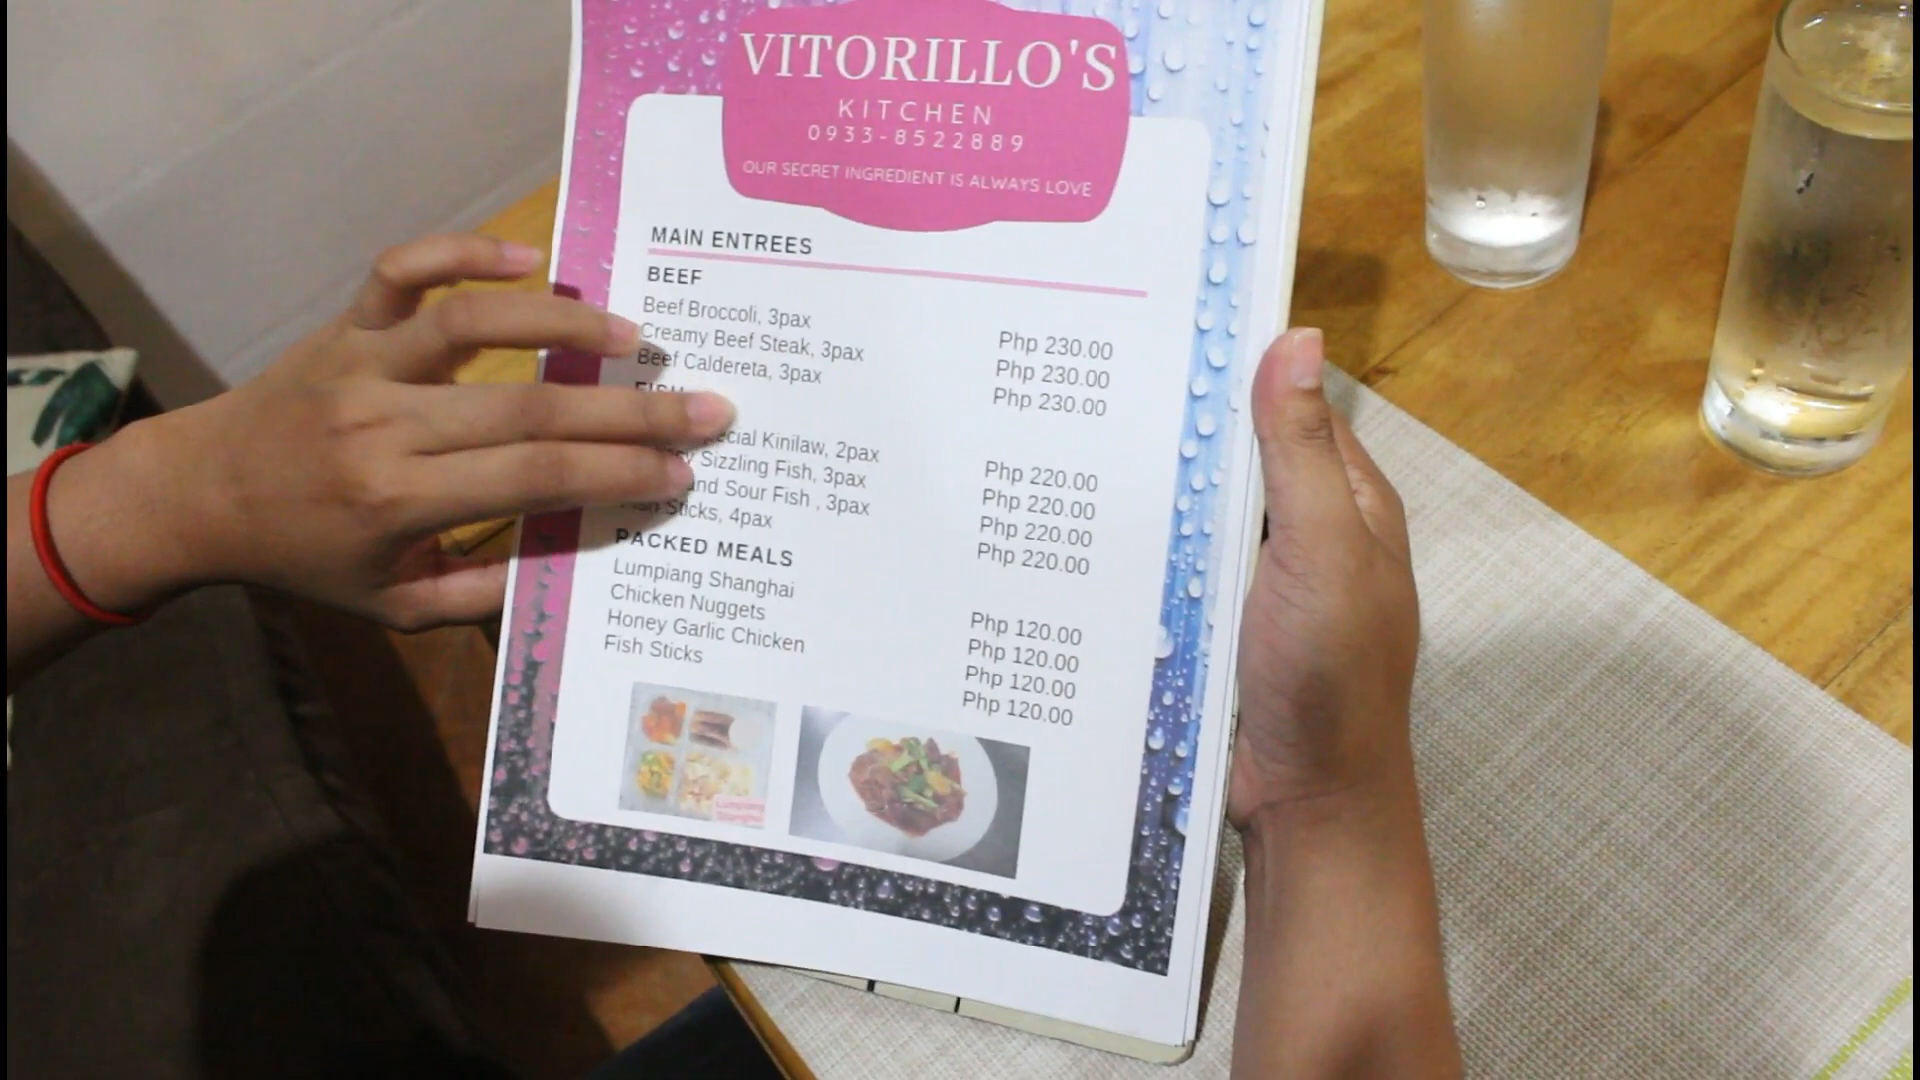 VITORILLO'S
KITCHEN
0933-8522889
OUR SECRET INGREDIENT IS ALWAYS LOVE
MAIN ENTREES
BEEF
Beef Broccoli, 3pax Php 230.00
Creamy Beef Steak, 3pax Php 230.00
Beef Caldereta, 3pax Php 230.00
FISH
Kinilaw, 2pax Php 220.00
Sizzling Fish, 3pax Php 220.00
and Sour Fish , 3pax Php 220.00
Fish Sticks, 4pax Php 220.00
PACKED MEALS
Lumpiang Shanghai Php 120.00
Chicken Nuggets Php 120.00
Honey Garlic Chicken Php 120.00
Fish Sticks Php 120.00
Lumpiang
Shanghai